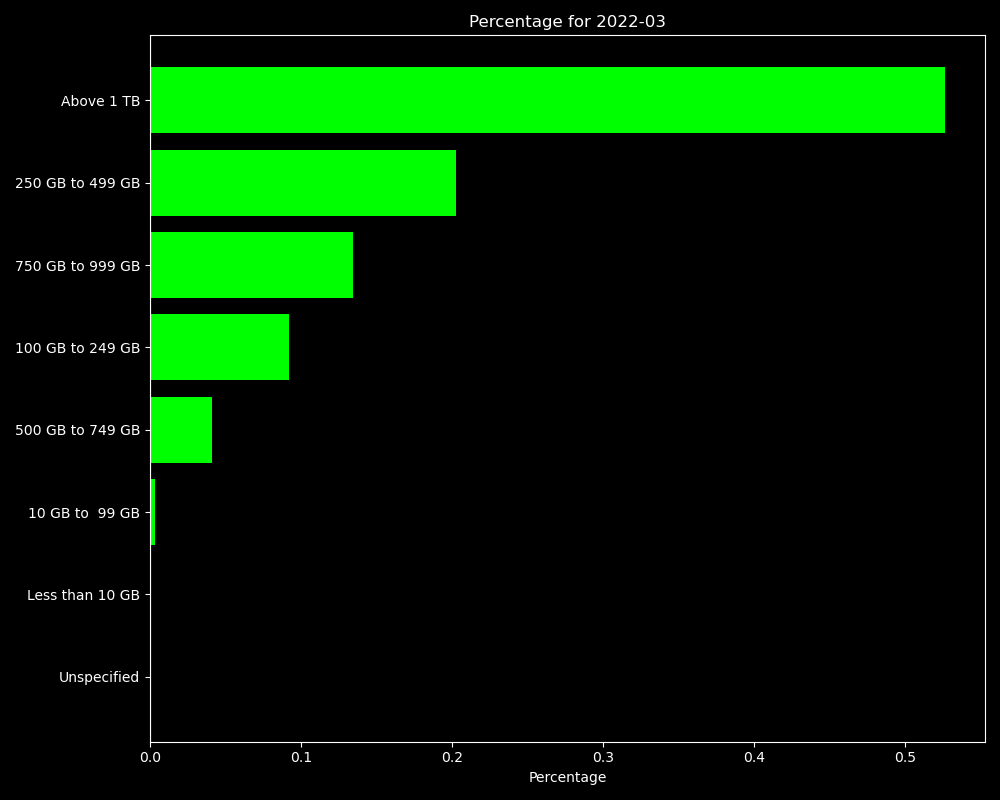 Percentage for 2022-03
Above 1 TB
250 GB to 499 GB
750 GB to 999 GB
100 GB to 249 GB
500 GB to 749 GB
10 GB to  99 GB
Less than 10 GB
Unspecified
0.0 0.1 0.2 0.3 0.4 0.5
Percentage